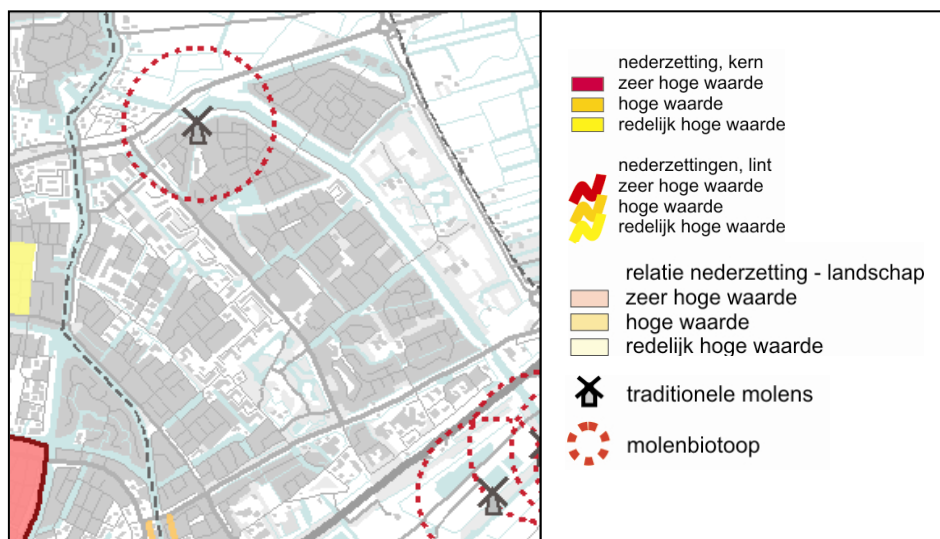 nederzetting, kern
zeer hoge waarde
hoge waarde
redelijk hoge waarde
nederzettingen, lint
zeer hoge waarde
hoge waarde
redelijk hoge waarde
relatie nederzetting - landschap
zeer hoge waarde
hoge waarde
redelijk hoge waarde
traditionele molens
molenbiotoop